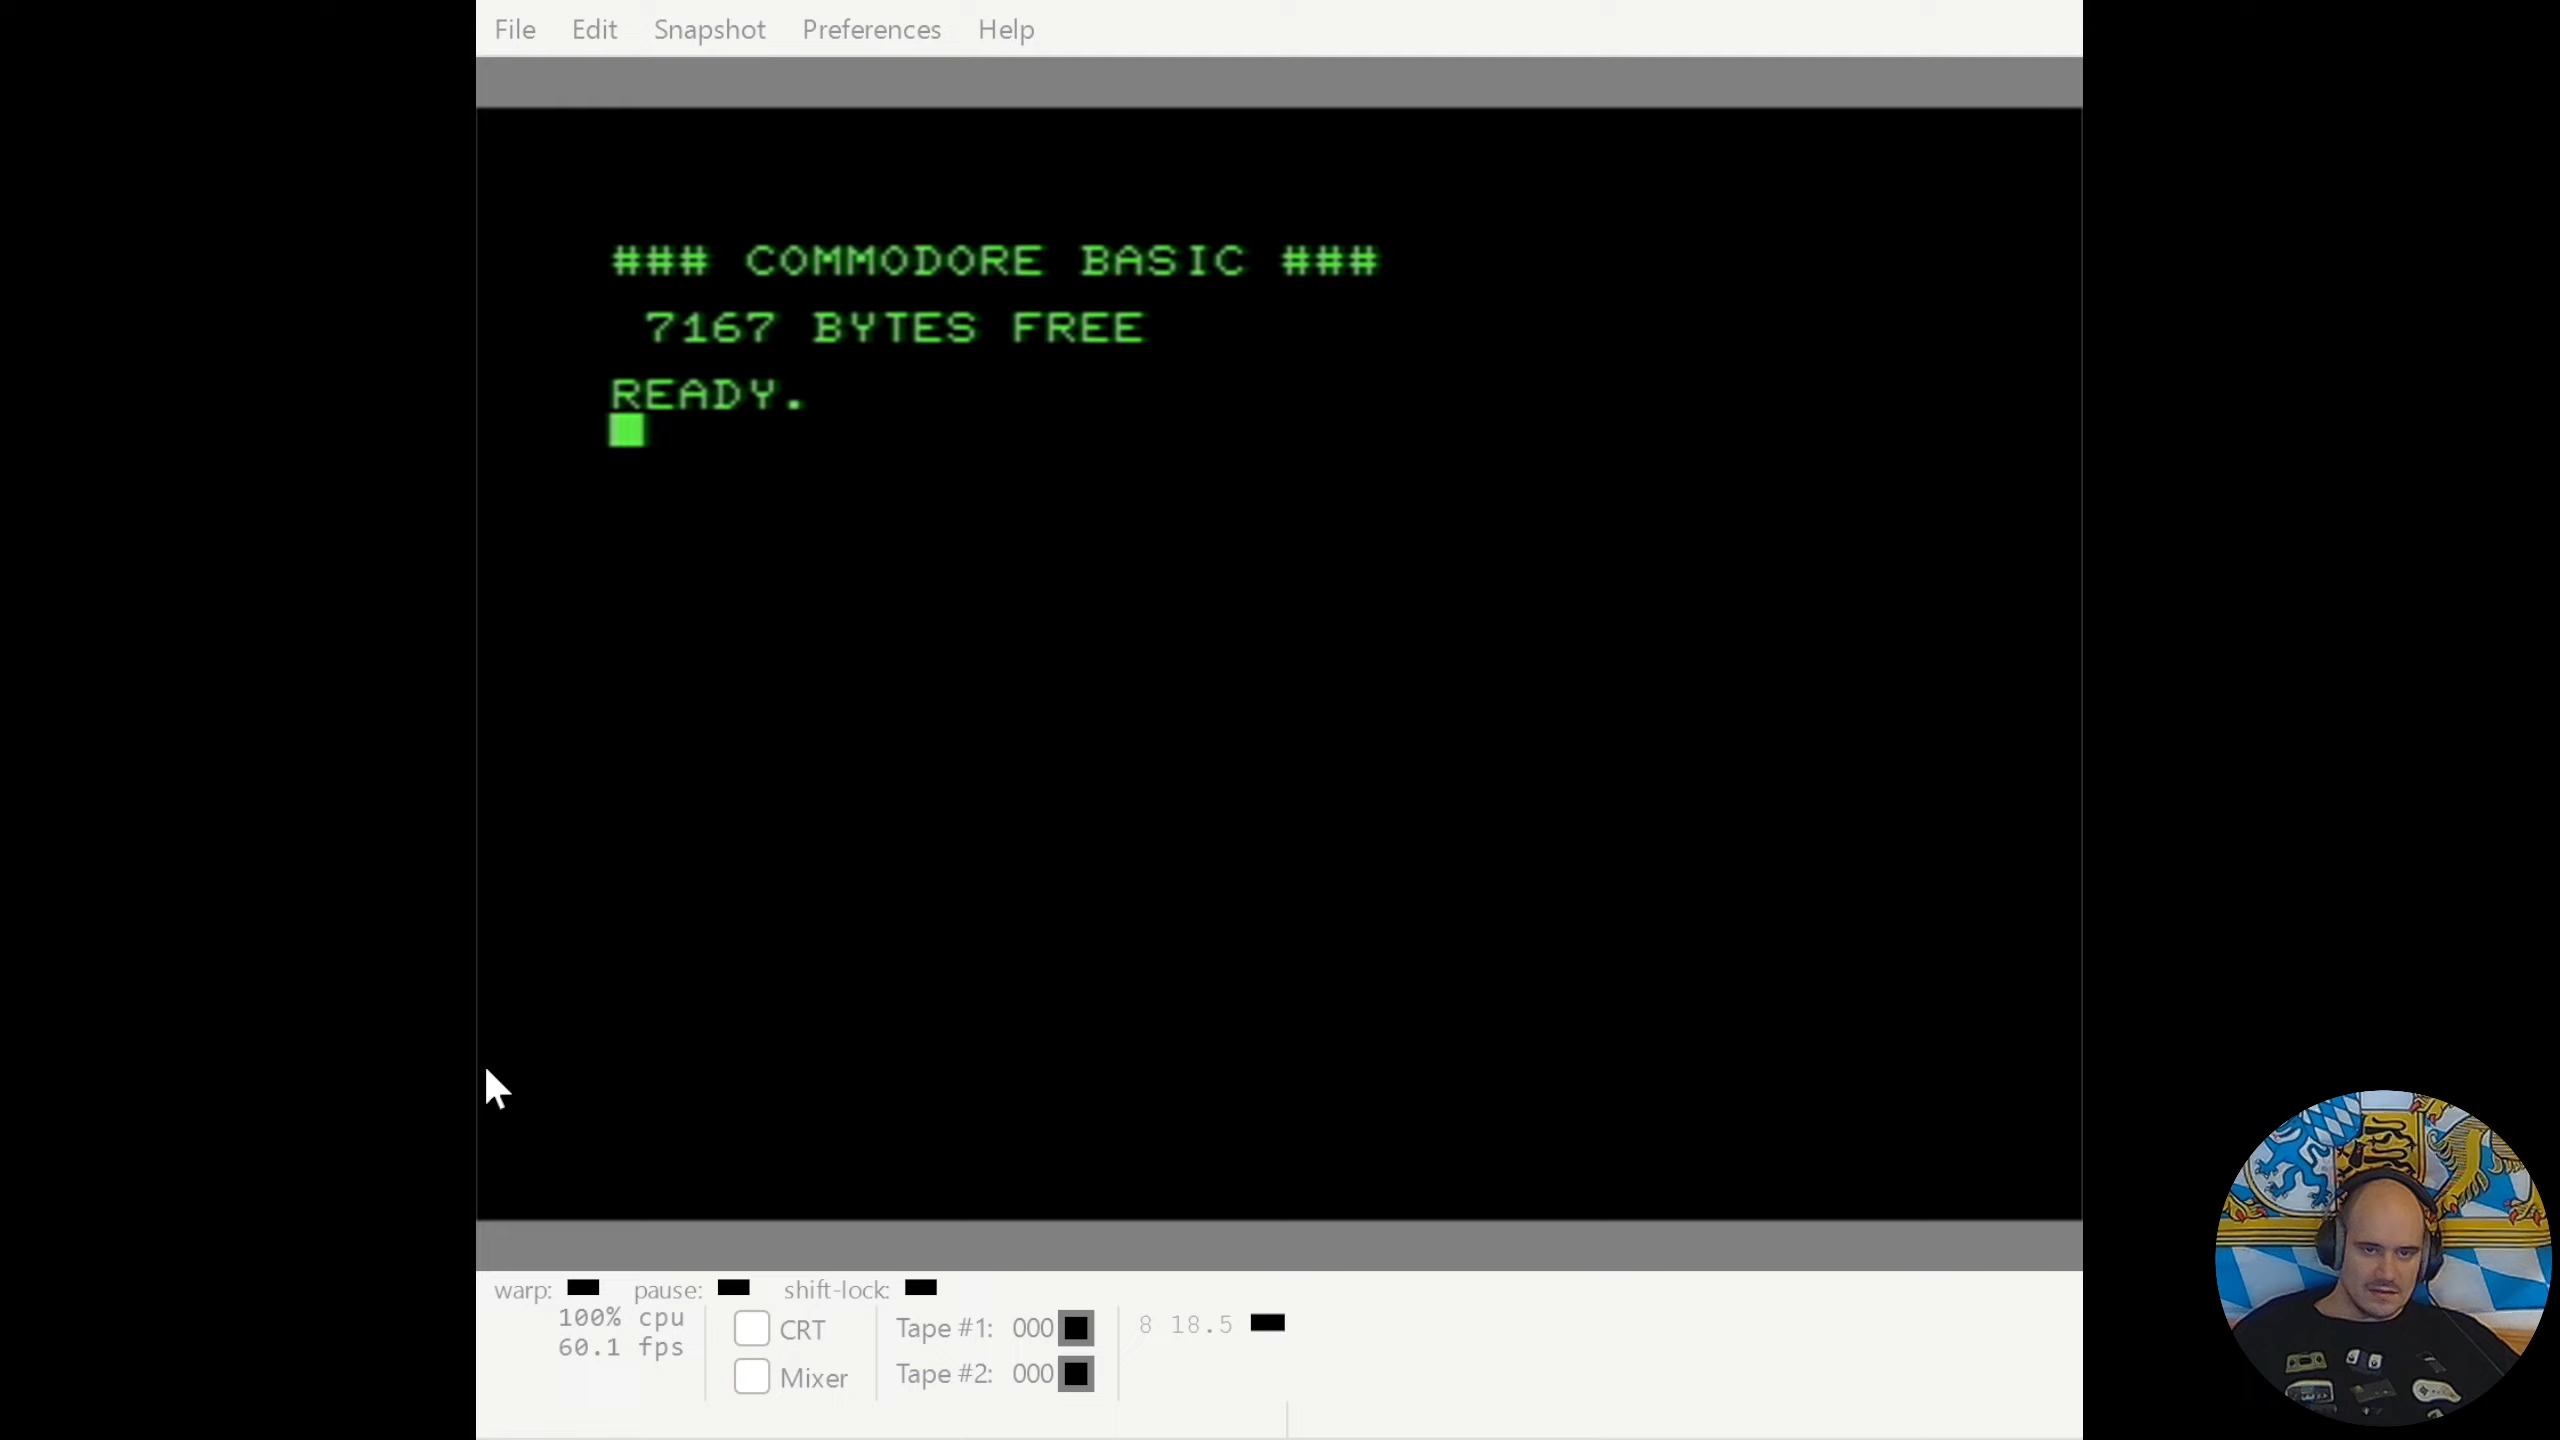 File Edit Snapshot Preferences Help
### COMMODORE BASIC ###
7167 BYTES FREE
READY.
warp: pause: shift-lock:
100% cpu
60.1 fps
CRT
Mixer
Tape #1: 000
Tape #2: 000
8 18.5